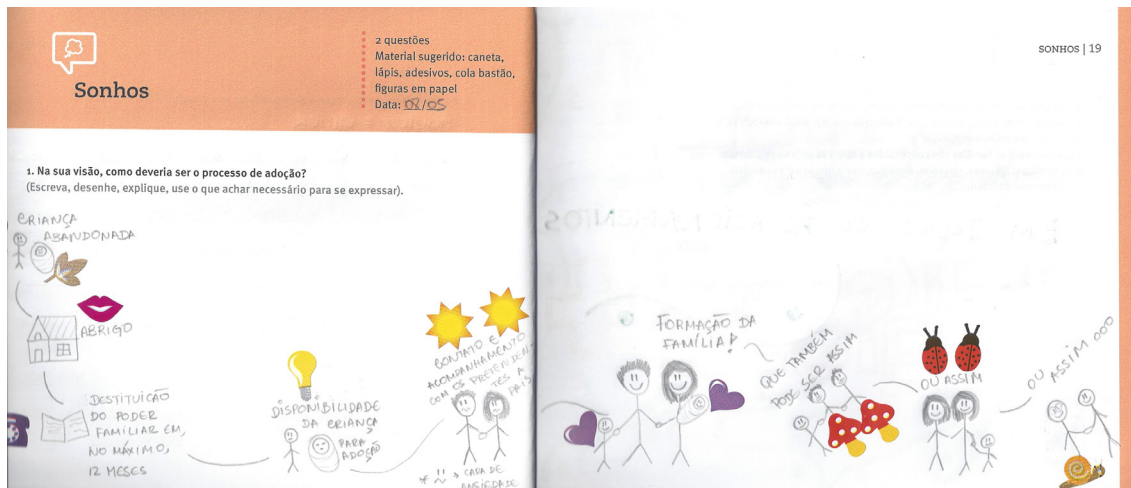 Sonhos
2 questões
Material sugerido: caneta,
lápis, adesivos, cola bastão,
figuras em papel
Data: 08/05
SONHOS | 19
1. Na sua visão, como deveria ser o processo de adoção?
(Escreva, desenhe, explique, use o que achar necessário para se expressar).
CRIANÇA
ABANDONADA
ABRIGO
DESTITUIÇÃO
DO PODER
FAMILIAR EM,
NO MÁXIMO,
12 MESES
DISPONIBILIDADE
DA CRIANÇA
PARA
ADOÇÃO
CONTATO E
ACOMPANHAMENTO
COM OS PRETENDEN-
TES A
PAIS
* → CARA DE
ANSIEDADE
FORMAÇÃO DA
FAMÍLIA!
QUE TAMBÉM
PODE SER ASSIM
OU ASSIM
OU ASSIM ooo